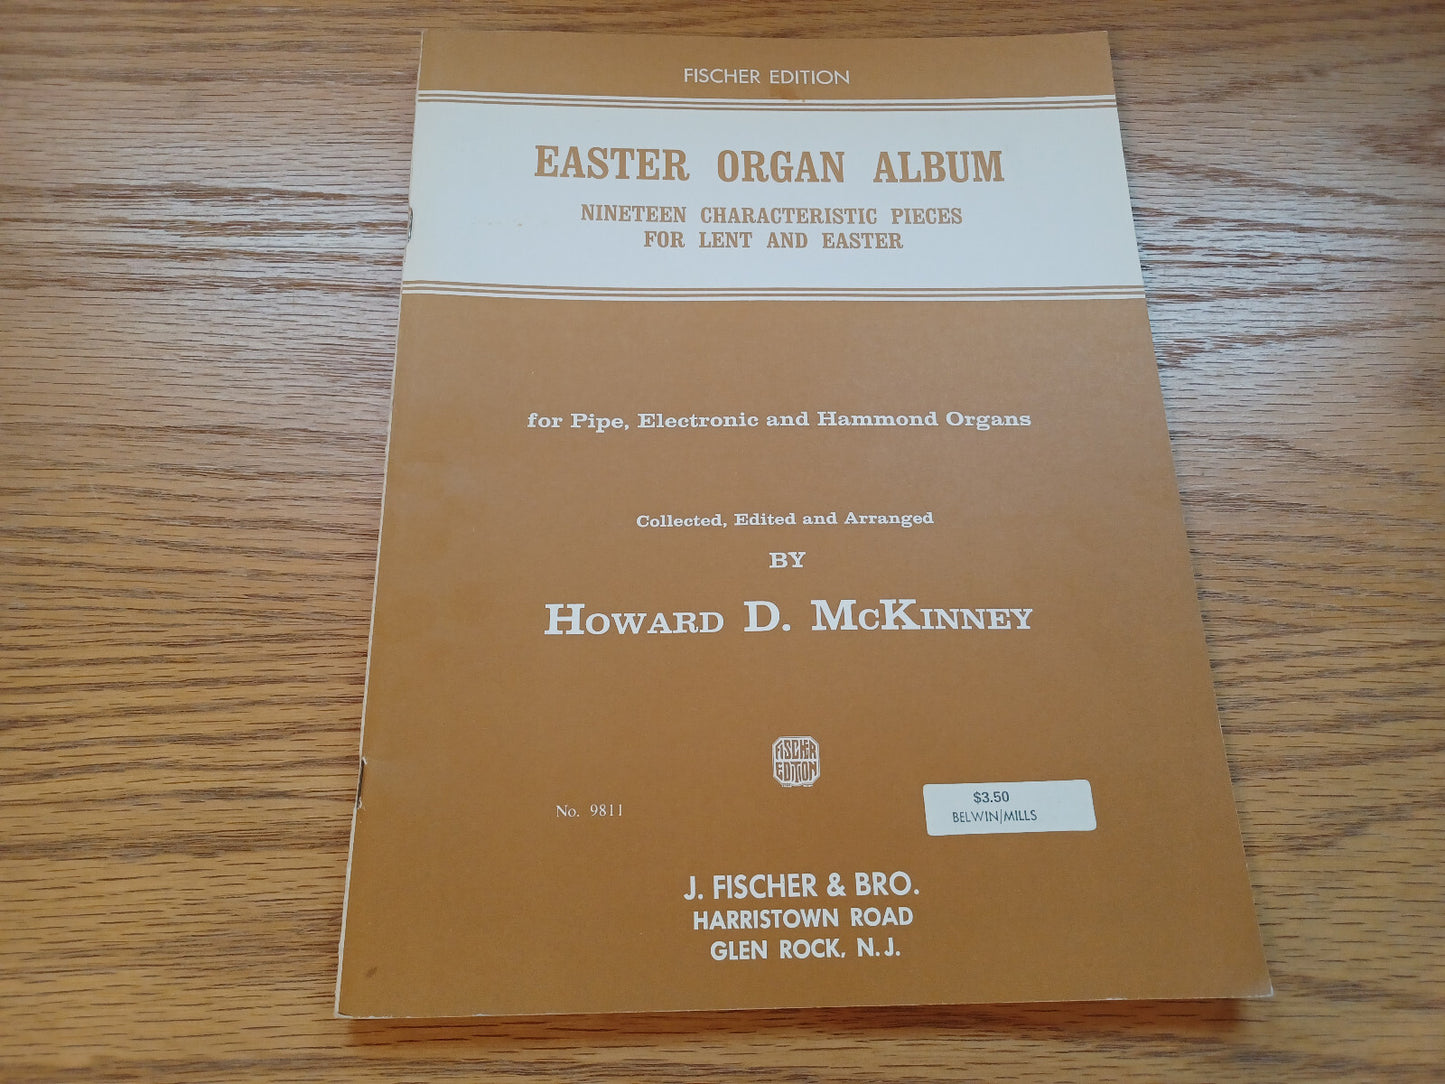 FISCHER EDITION
EASTER ORGAN ALBUM
NINETEEN CHARACTERISTIC PIECES
FOR LENT AND EASTER
for Pipe, Electronic and Hammond Organs
Collected, Edited and Arranged
BY
HOWARD D. MCKINNEY
FISCHER
EDITION
No. 9811
$3.50
BELWIN/MILLS
J. FISCHER & BRO.
HARRISTOWN ROAD
GLEN ROCK, N.J.